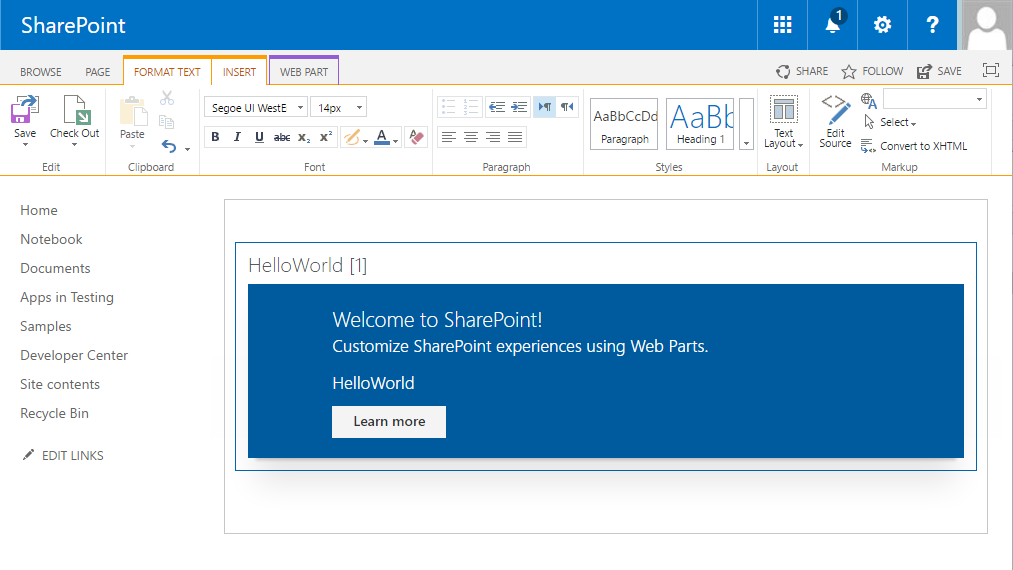 SharePoint
1
?
BROWSE PAGE FORMAT TEXT INSERT WEB PART SHARE FOLLOW SAVE
Save Check Out Paste
Edit Clipboard
Segoe UI WestE 14px
B I U abc x₂ x² A
Font
Paragraph
AaBbCcDd AaBb
Paragraph Heading 1
Styles
Text Layout
Layout
Edit Source
Select
Convert to XHTML
Markup
Home
Notebook
Documents
Apps in Testing
Samples
Developer Center
Site contents
Recycle Bin
EDIT LINKS
HelloWorld [1]
Welcome to SharePoint!
Customize SharePoint experiences using Web Parts.
HelloWorld
Learn more